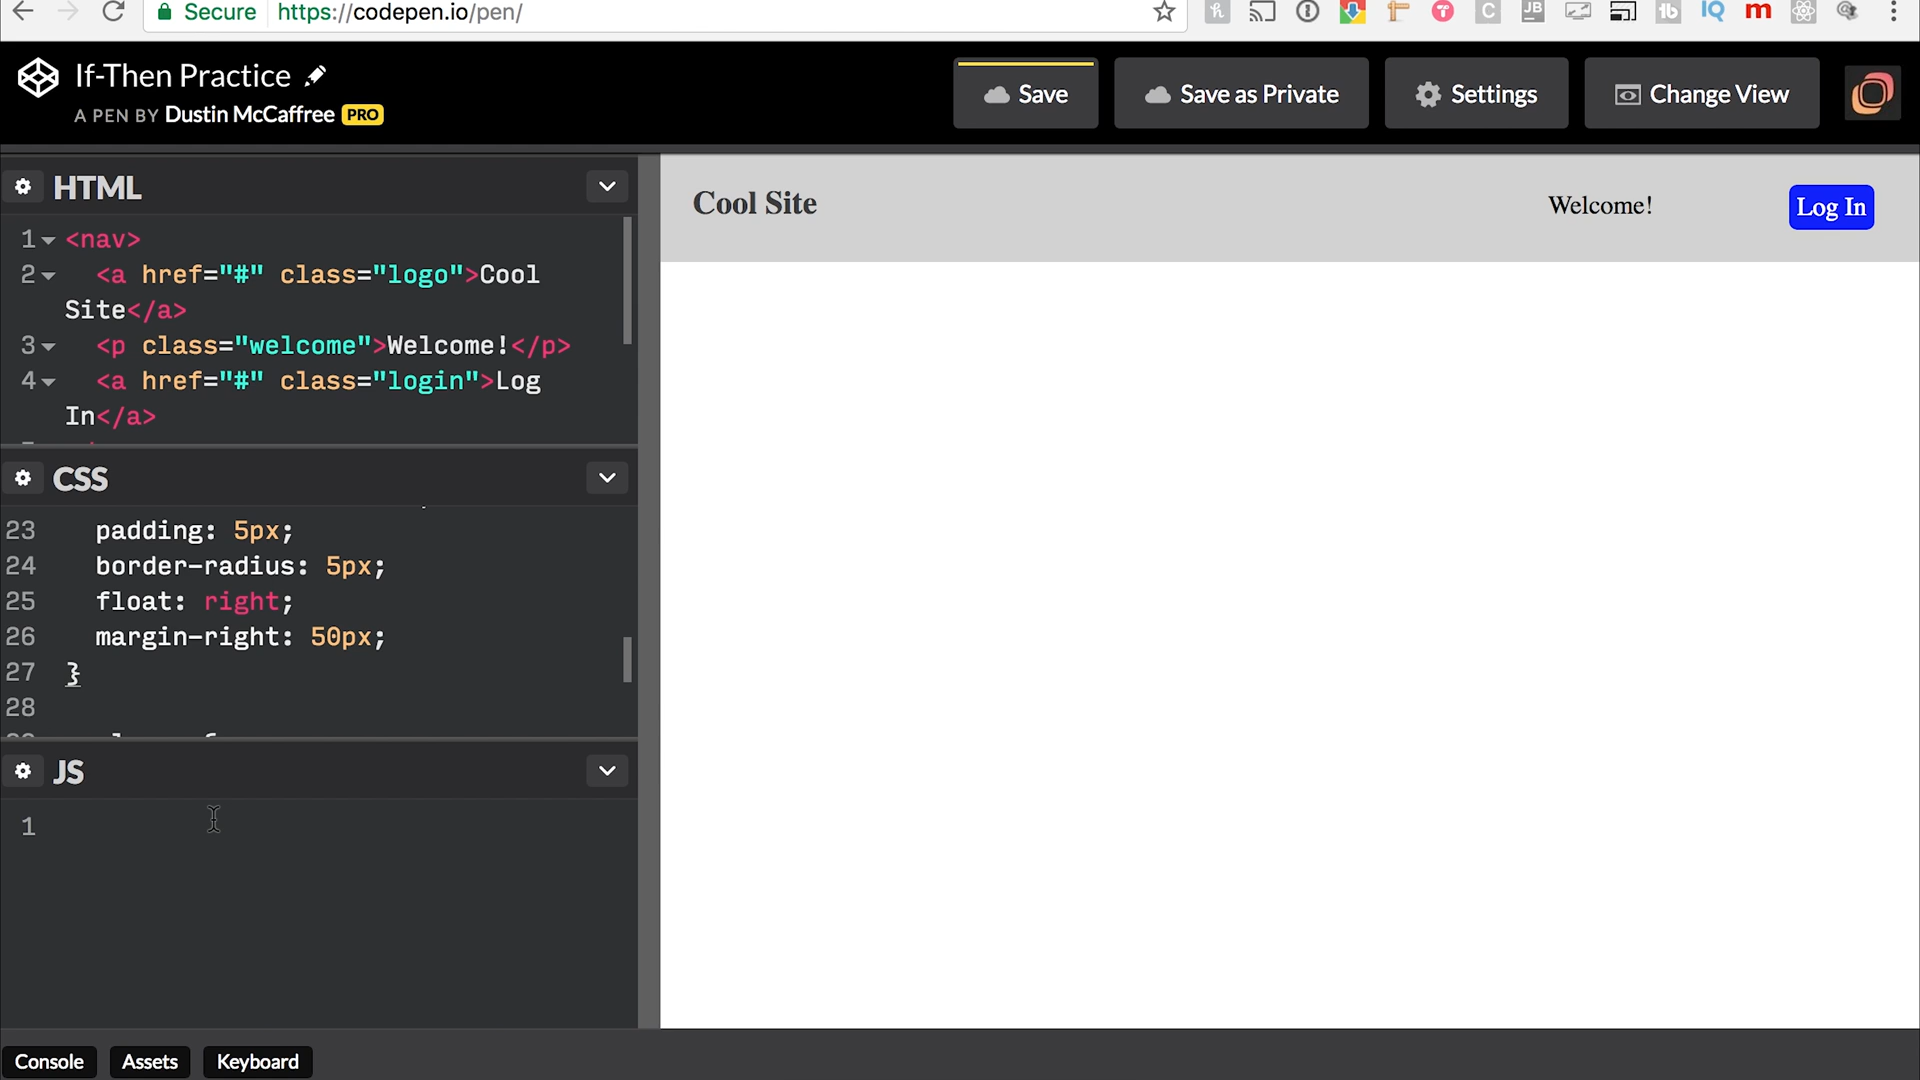 Secure
https://codepen.io/pen/
If-Then Practice
A PEN BY Dustin McCaffree PRO
Save
Save as Private
Settings
Change View
HTML
1 <nav>
2 <a href="#" class="logo">Cool
Site</a>
3 <p class="welcome">Welcome!</p>
4 <a href="#" class="login">Log
In</a>
CSS
23 padding: 5px;
24 border-radius: 5px;
25 float: right;
26 margin-right: 50px;
27 }
28
JS
1
Cool Site
Welcome!
Log In
Console
Assets
Keyboard